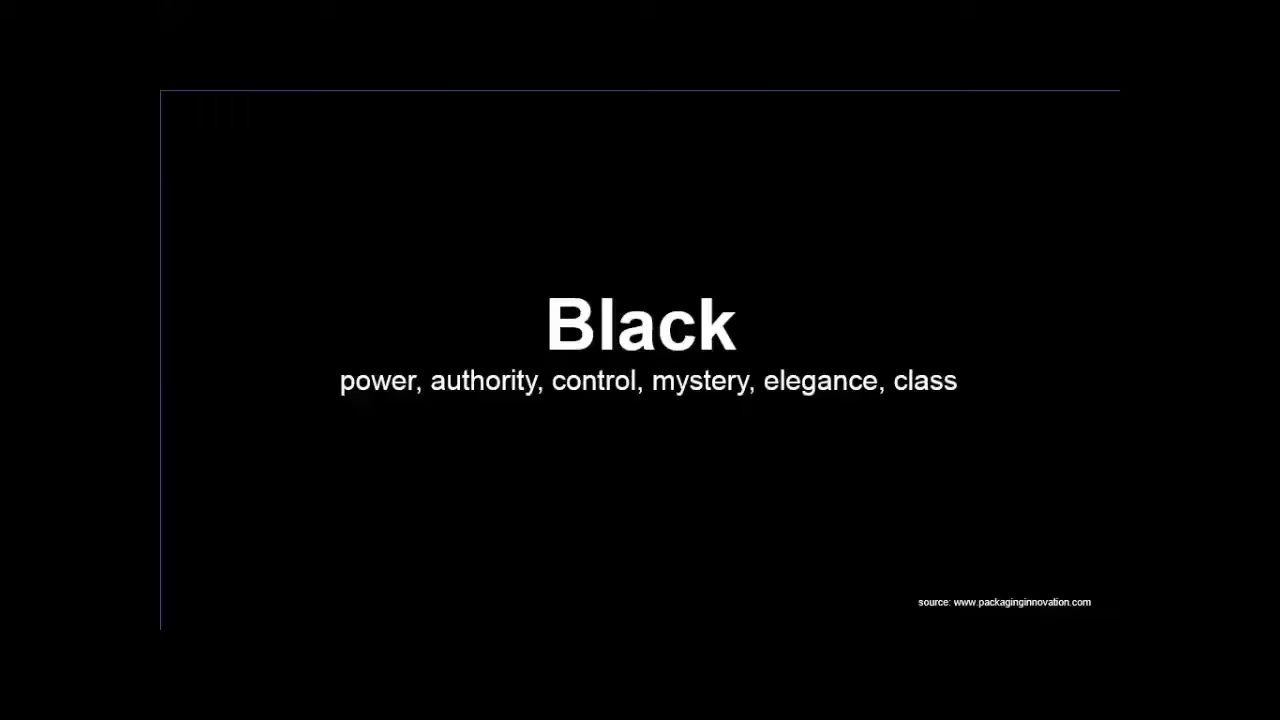 Black
power, authority, control, mystery, elegance, class
source: www.packaginginnovation.com